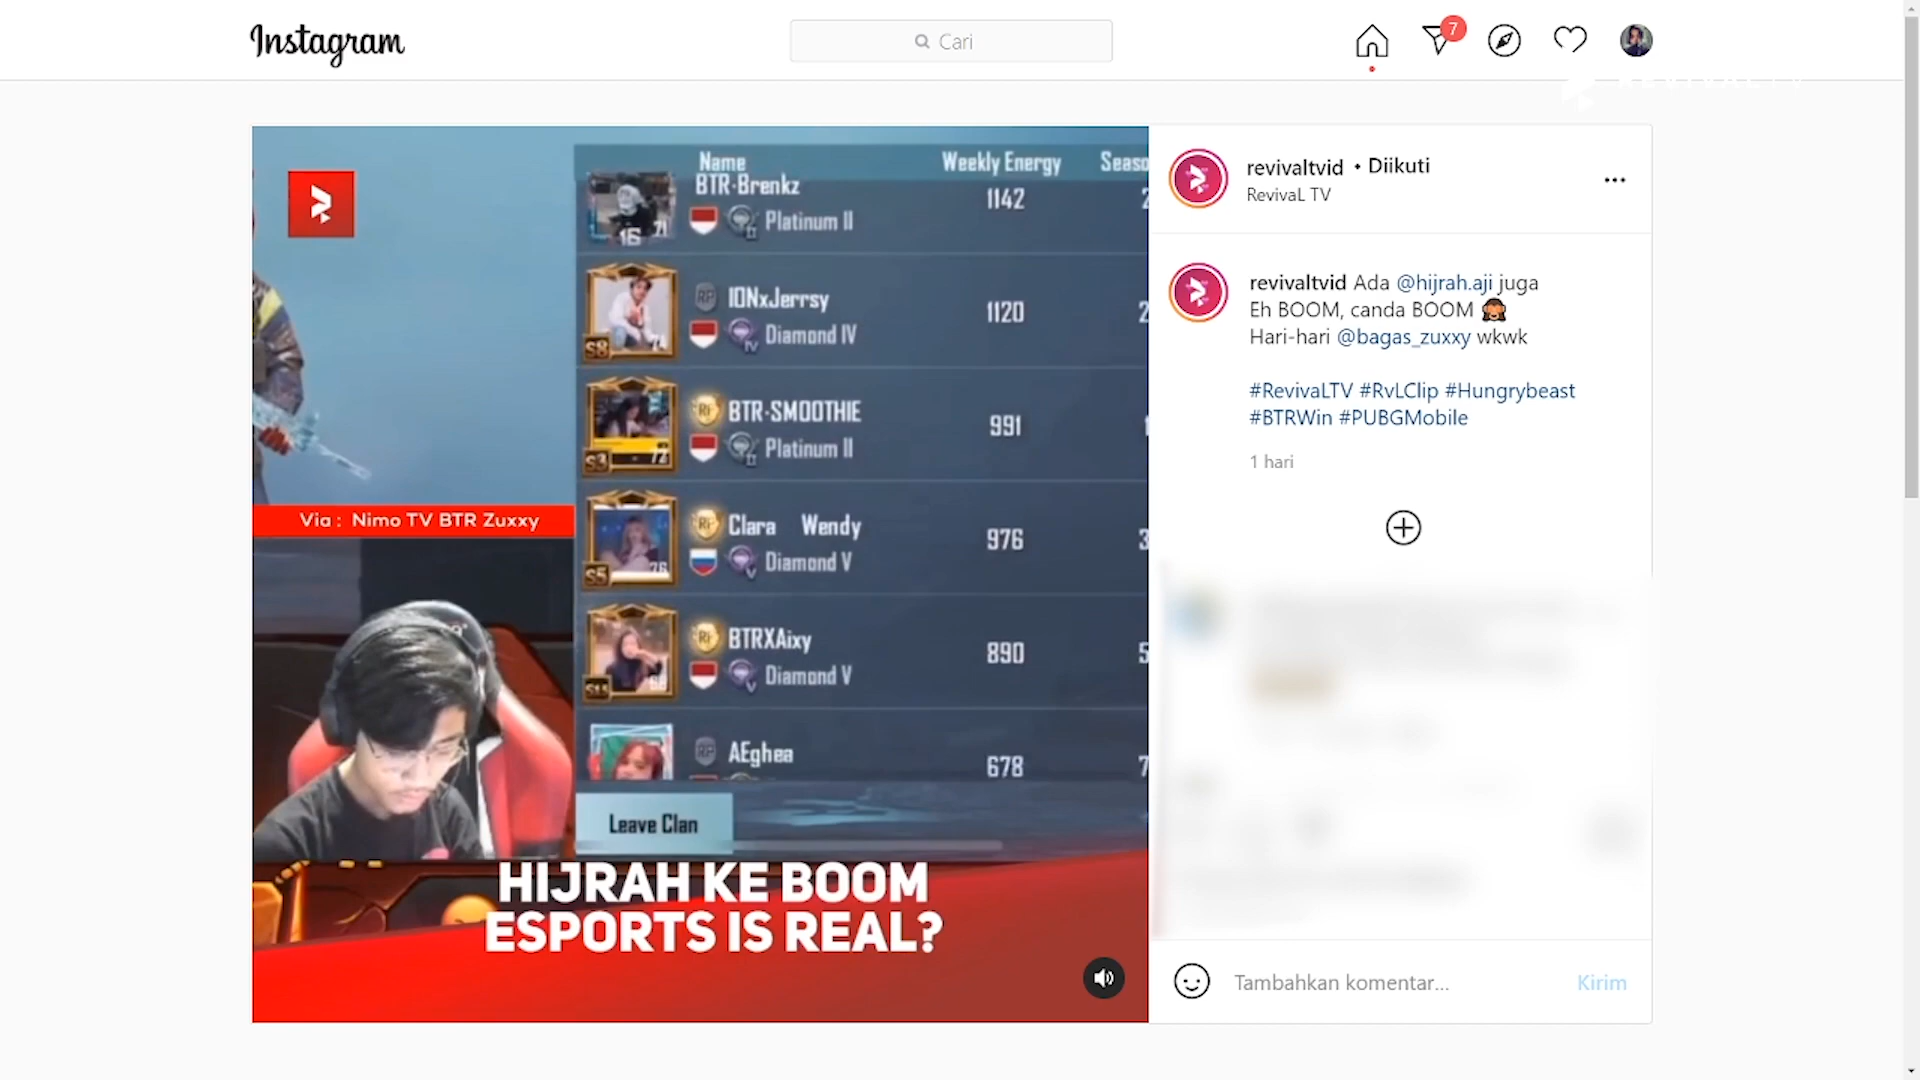 Instagram
Cari
7
Name
Weekly Energy
Seaso
BTR·Brenkz
1142
Platinum II
IONxJerrsy
1120
Diamond IV
BTR·SMOOTHIE
991
Platinum II
Clara Wendy
976
Diamond V
BTRXAixy
890
Diamond V
AEghea
678
Leave Clan
Via : Nimo TV BTR Zuxxy
HIJRAH KE BOOM
ESPORTS IS REAL?
revivaltvid • Diikuti
RevivaL TV
revivaltvid Ada @hijrah.aji juga
Eh BOOM, canda BOOM 🙈
Hari-hari @bagas_zuxxy wkwk
#RevivaLTV #RvLClip #Hungrybeast
#BTRWin #PUBGMobile
1 hari
Tambahkan komentar...
Kirim